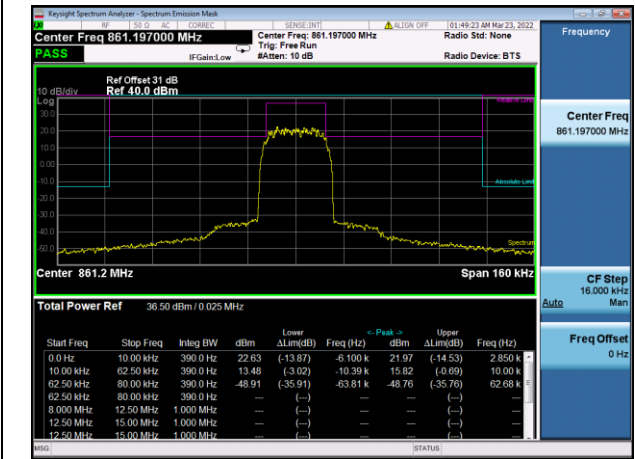 Keysight Spectrum Analyzer - Spectrum Emission Mask
RF 50 Ω AC CORREC SENSE:INT ALIGN OFF 01:49:23 AM Mar 23, 2022
Center Freq 861.197000 MHz
Center Freq: 861.197000 MHz
Radio Std: None
Trig: Free Run
PASS
IFGain:Low
#Atten: 10 dB
Radio Device: BTS
Frequency
Ref Offset 31 dB
10 dB/div Ref 40.0 dBm
Log
Relative Limit
30.0
20.0
10.0
0.00
-10.0
Absolute Limit
-20.0
-30.0
-40.0
Spectrum
-50.0
Center 861.2 MHz
Span 160 kHz
Center Freq
861.197000 MHz
CF Step
16.000 kHz
Auto Man
Freq Offset
0 Hz
Total Power Ref 36.50 dBm / 0.025 MHz
Lower <- Peak -> Upper
Start Freq Stop Freq Integ BW dBm ΔLim(dB) Freq (Hz) dBm ΔLim(dB) Freq (Hz)
0.0 Hz 10.00 kHz 390.0 Hz 22.63 (-13.87) -6.100 k 21.97 (-14.53) 2.850 k
10.00 kHz 62.50 kHz 390.0 Hz 13.48 (-3.02) -10.39 k 15.82 (-0.69) 10.00 k
62.50 kHz 80.00 kHz 390.0 Hz -48.91 (-35.91) -63.81 k -48.76 (-35.76) 62.68 k
62.50 kHz 80.00 kHz 390.0 Hz --- (---) --- --- (---) ---
8.000 MHz 12.50 MHz 1.000 MHz --- (---) --- --- (---) ---
12.50 MHz 15.00 MHz 1.000 MHz --- (---) --- --- (---) ---
12.50 MHz 15.00 MHz 1.000 MHz --- (---) --- --- (---) ---
MSG STATUS